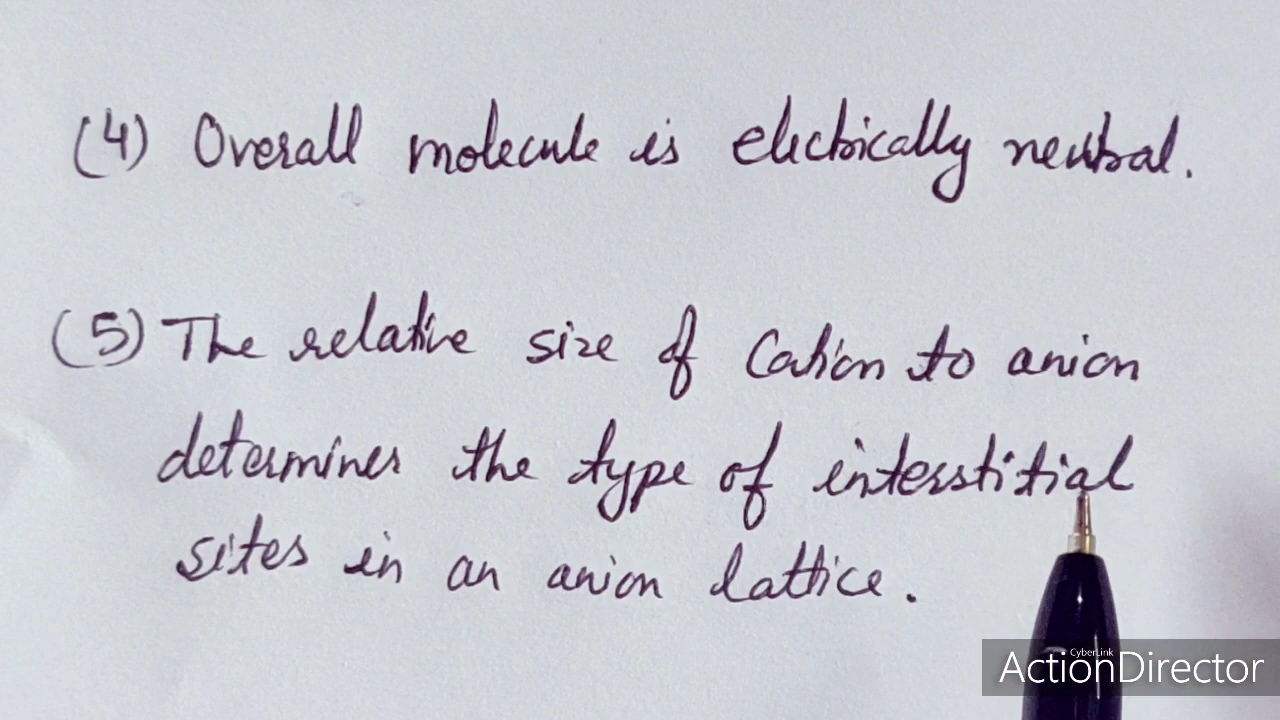 (4) Overall molecule is electrically neutral.
(5) The relative size of Cation to anion
determines the type of interstitial
sites in an anion lattice.
CyberLink
ActionDirector